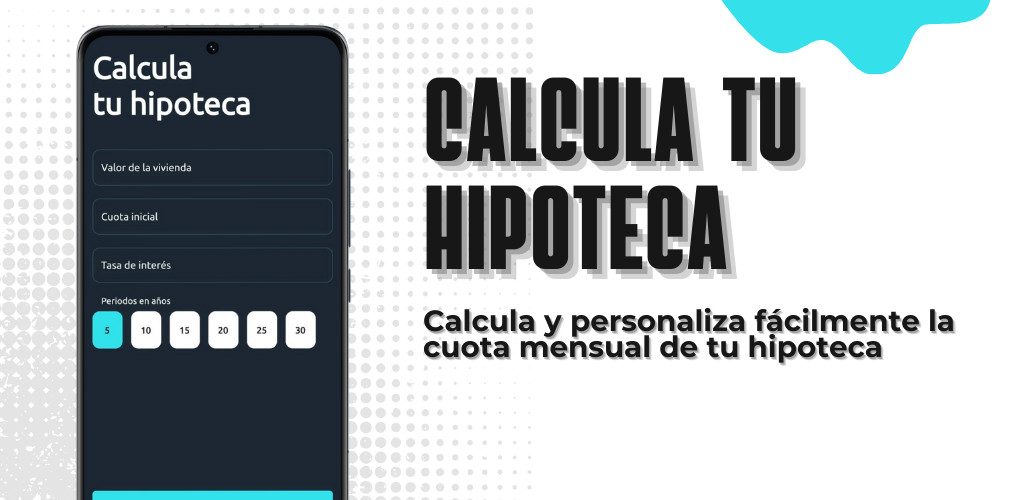 Calcula
tu hipoteca
Valor de la vivienda
Cuota inicial
Tasa de interés
Periodos en años
5 10 15 20 25 30
CALCULA TU
HIPOTECA
Calcula y personaliza fácilmente la
cuota mensual de tu hipoteca